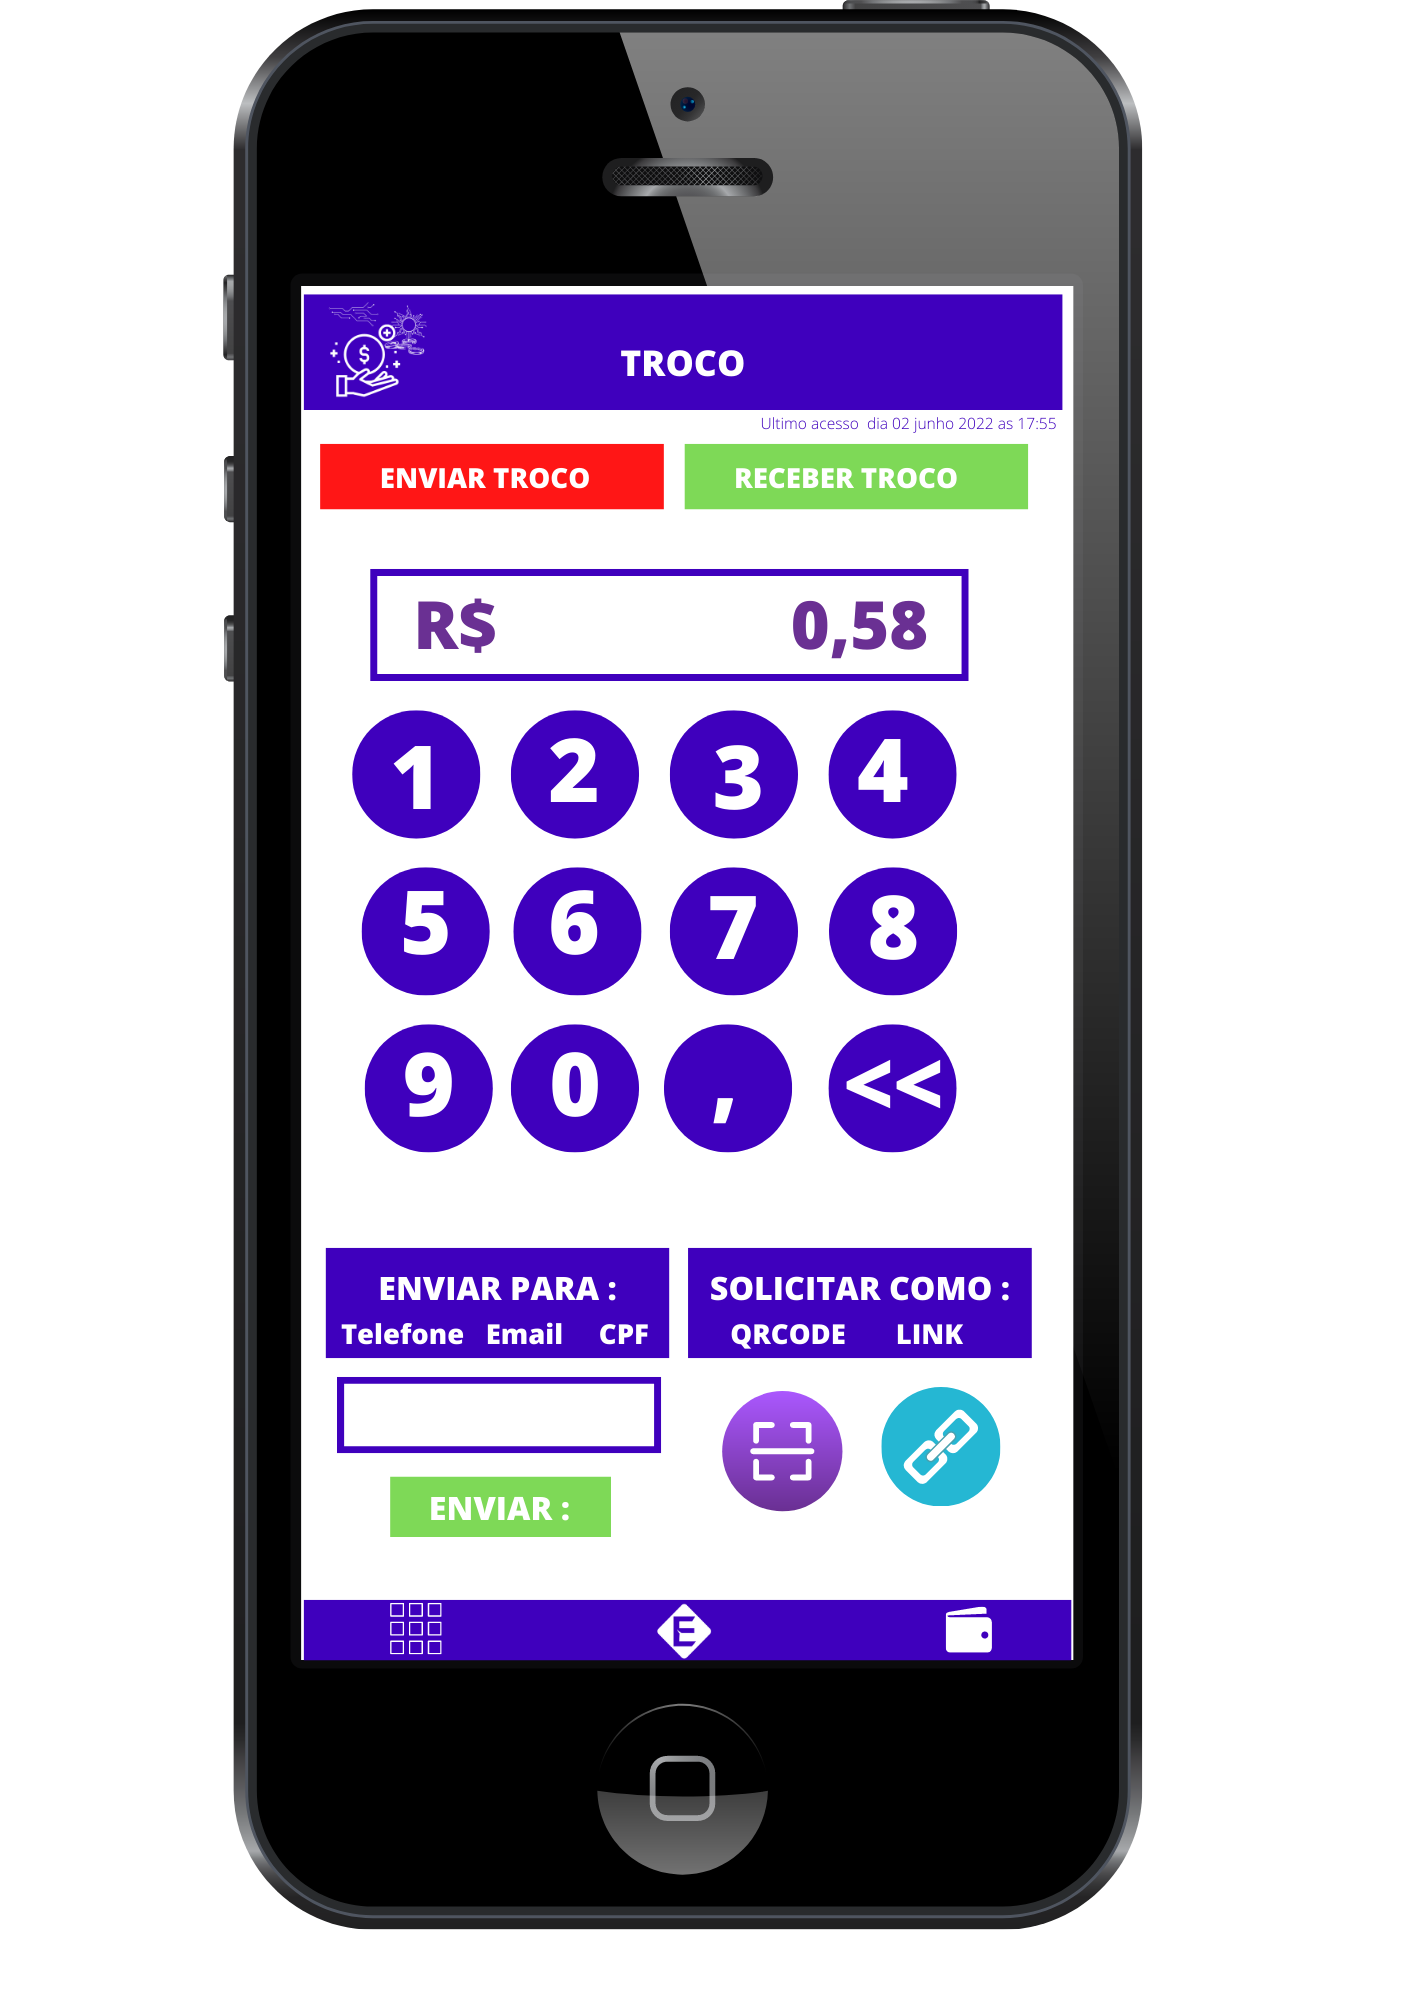 TROCO
Ultimo acesso dia 02 junho 2022 as 17:55
ENVIAR TROCO RECEBER TROCO
R$ 0,58
1 2 3 4
5 6 7 8
9 0 , <<
ENVIAR PARA : SOLICITAR COMO :
Telefone Email CPF QRCODE LINK
ENVIAR :
E